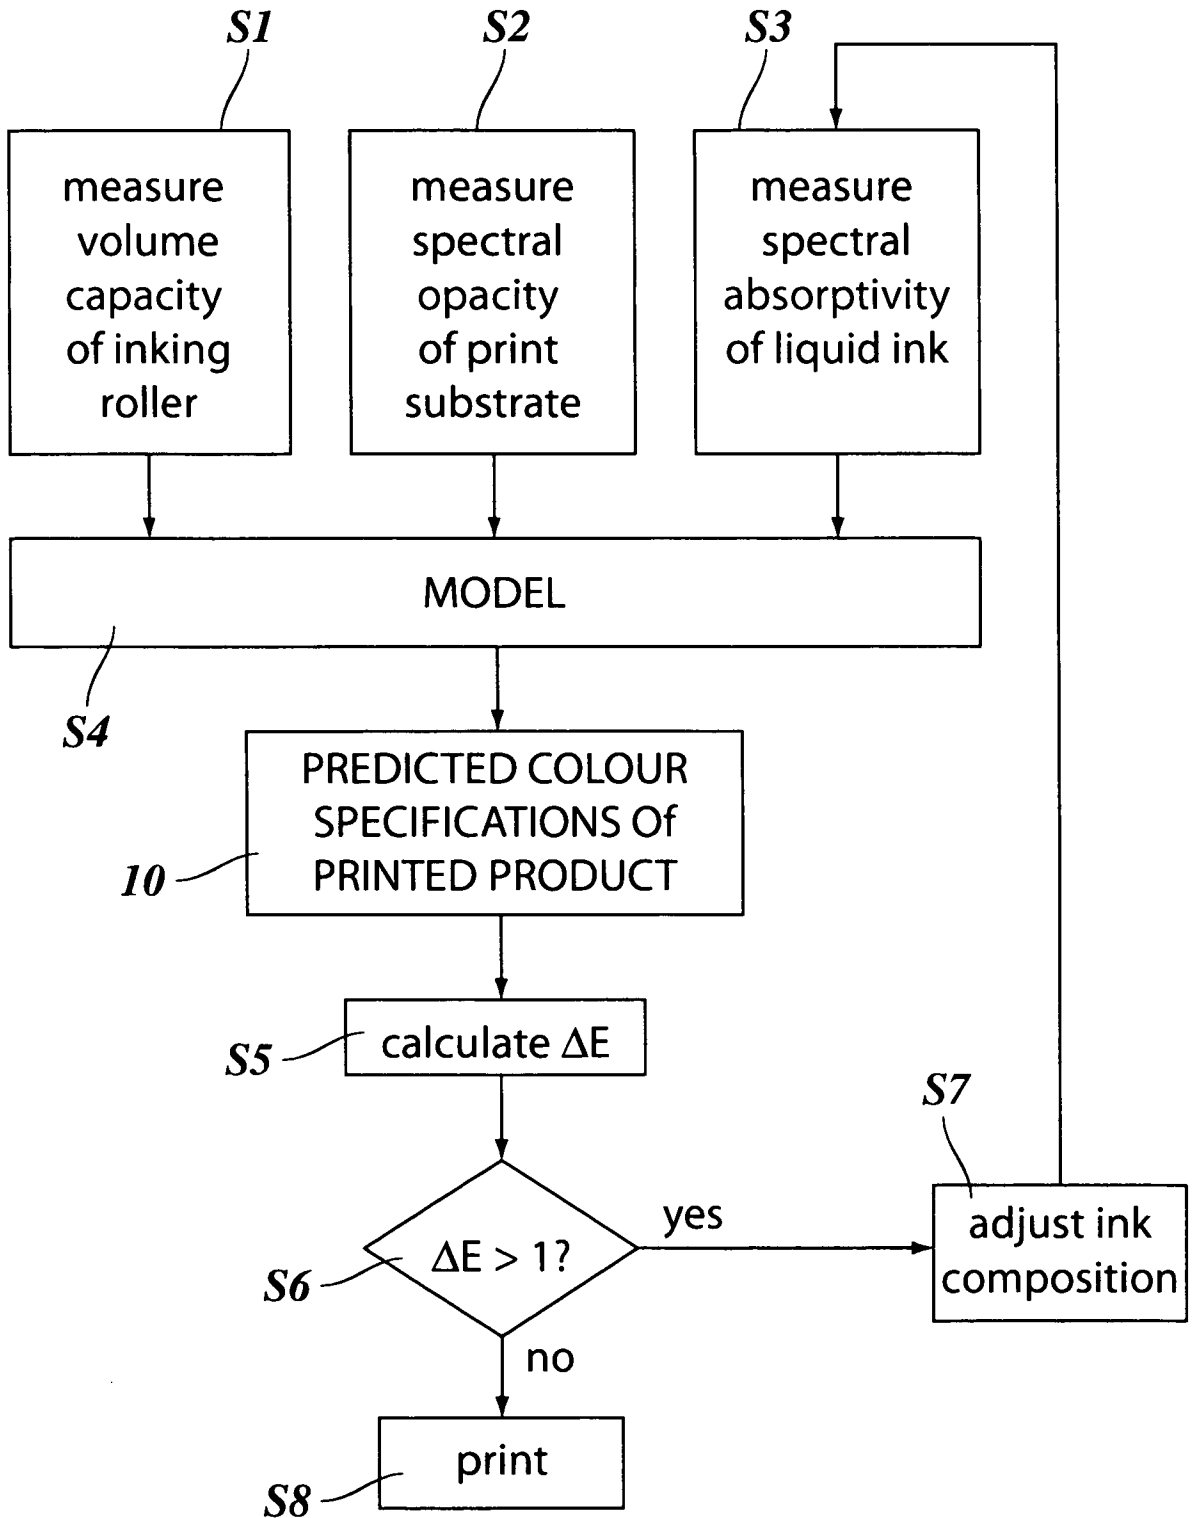 S1
S2
S3
measure
volume
capacity
of inking
roller
measure
spectral
opacity
of print
substrate
measure
spectral
absorptivity
of liquid ink
MODEL
S4
PREDICTED COLOUR
SPECIFICATIONS Of
PRINTED PRODUCT
10
calculate ΔE
S5
S7
ΔE > 1?
S6
yes
adjust ink
composition
no
print
S8